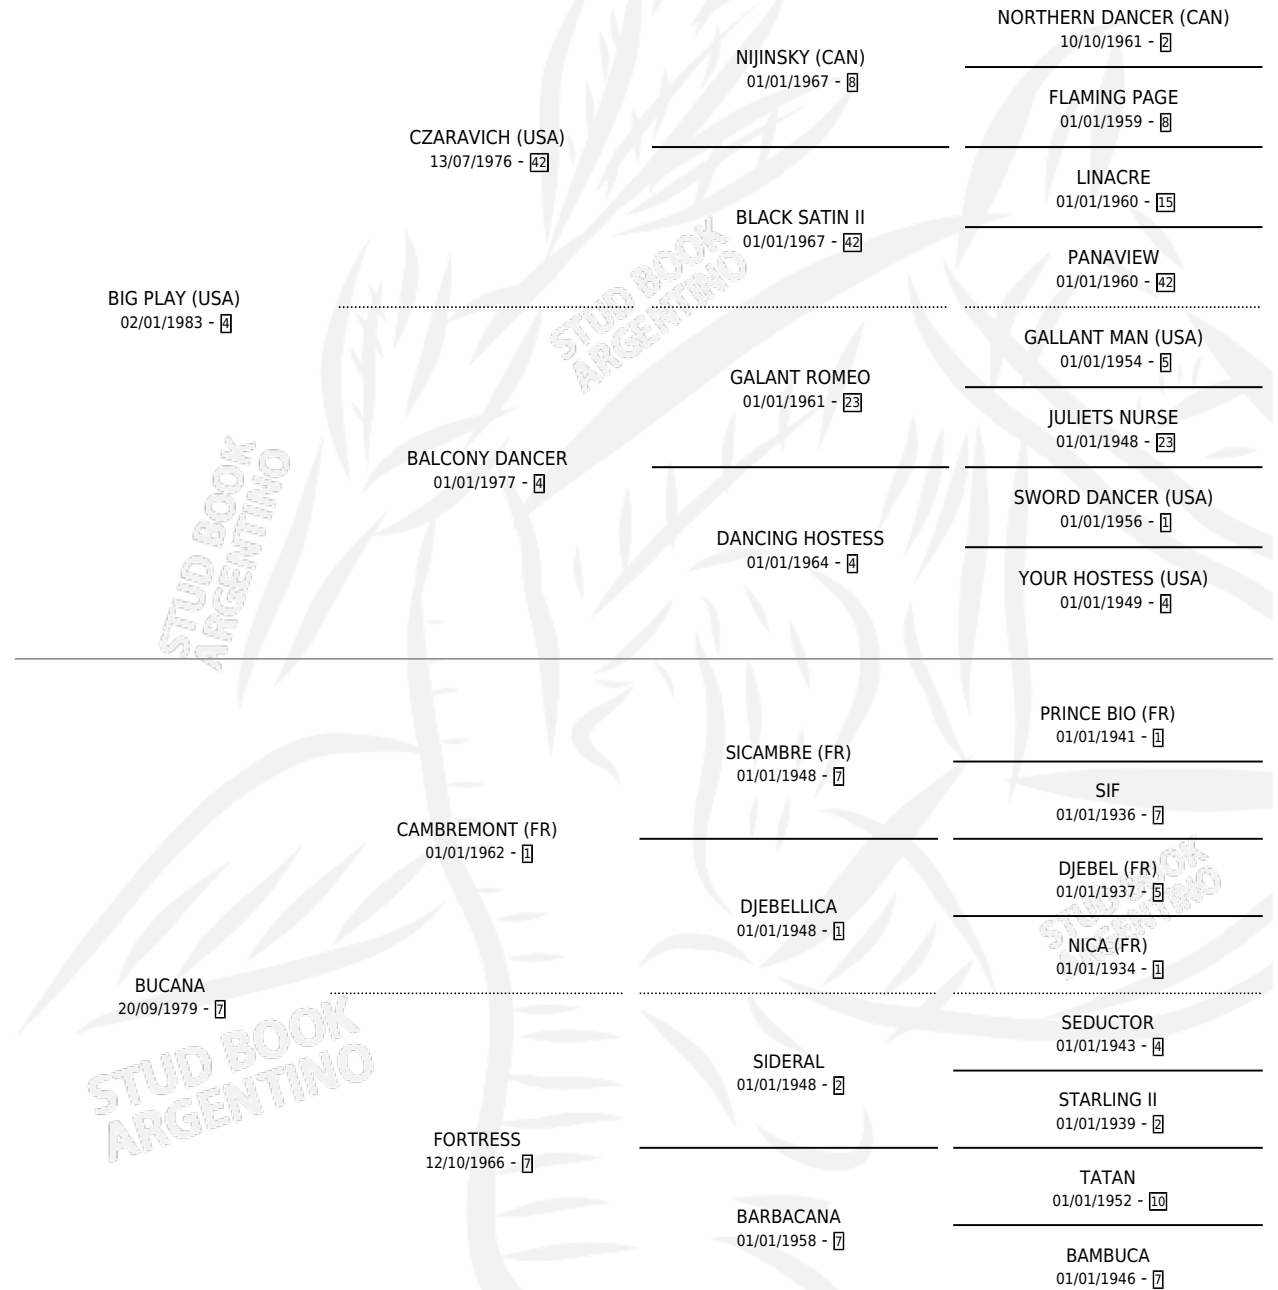 NORTHERN DANCER (CAN)
10/10/1961 - 2
NIJINSKY (CAN)
01/01/1967 - 8
FLAMING PAGE
01/01/1959 - 8
CZARAVICH (USA)
13/07/1976 - 42
LINACRE
01/01/1960 - 15
BLACK SATIN II
01/01/1967 - 42
PANAVIEW
01/01/1960 - 42
BIG PLAY (USA)
02/01/1983 - 4
STUD BOOK
ARGENTINO
GALLANT MAN (USA)
01/01/1954 - 5
GALANT ROMEO
01/01/1961 - 23
JULIETS NURSE
01/01/1948 - 23
BALCONY DANCER
01/01/1977 - 4
SWORD DANCER (USA)
01/01/1956 - 1
DANCING HOSTESS
01/01/1964 - 4
YOUR HOSTESS (USA)
01/01/1949 - 4
STUD BOOK
ARGENTINO
PRINCE BIO (FR)
01/01/1941 - 1
SICAMBRE (FR)
01/01/1948 - 7
SIF
01/01/1936 - 7
CAMBREMONT (FR)
01/01/1962 - 1
DJEBEL (FR)
01/01/1937 - 5
DJEBELLICA
01/01/1948 - 1
NICA (FR)
01/01/1934 - 1
STUD BOOK
ARGENTINO
BUCANA
20/09/1979 - 7
SEDUCTOR
01/01/1943 - 4
SIDERAL
01/01/1948 - 2
STARLING II
01/01/1939 - 2
STUD BOOK
ARGENTINO
FORTRESS
12/10/1966 - 7
TATAN
01/01/1952 - 10
BARBACANA
01/01/1958 - 7
BAMBUCA
01/01/1946 - 7